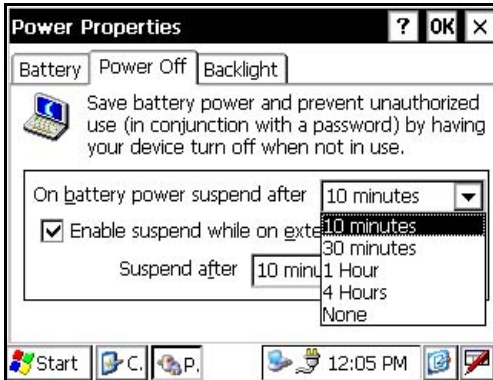 Power Properties ? OK ×
Battery Power Off Backlight
Save battery power and prevent unauthorized
use (in conjunction with a password) by having
your device turn off when not in use.
On battery power suspend after 10 minutes
10 minutes
Enable suspend while on exte
30 minutes
Suspend after 10 minu
1 Hour
4 Hours
None
Start C. P. 12:05 PM